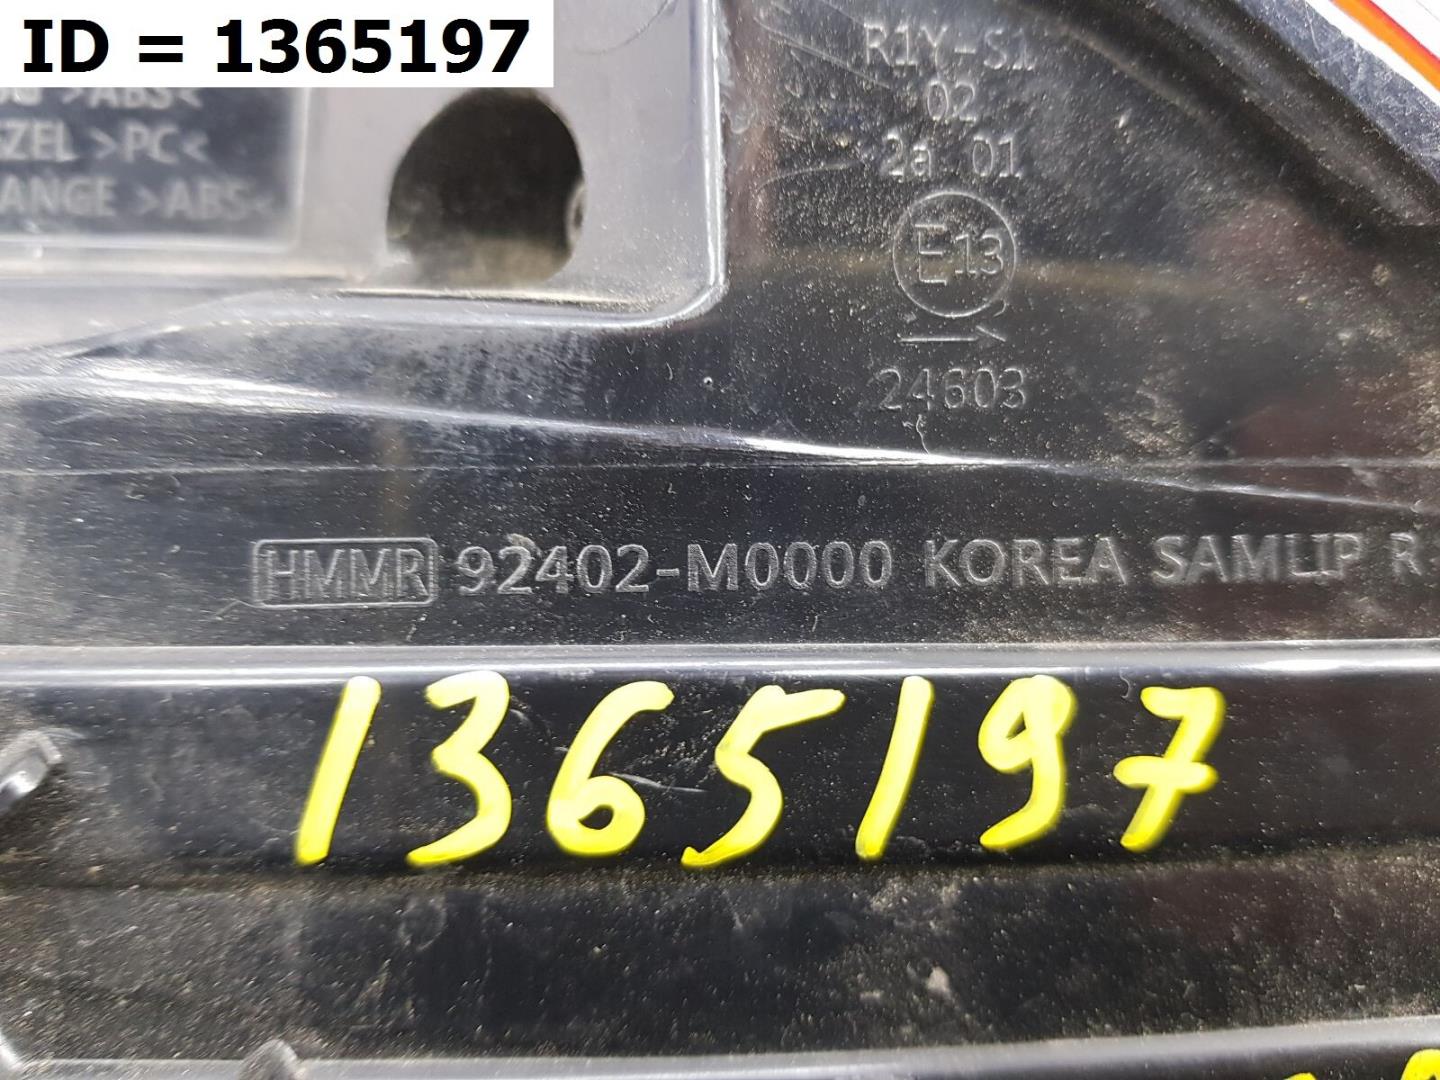 ID = 1365197
>ABS<
ZEL >PC<
ANGE >ABS<
R1Y-S1
02
2a 01
E13
24603
HMMR 92402-M0000 KOREA SAMLIP R
1365197